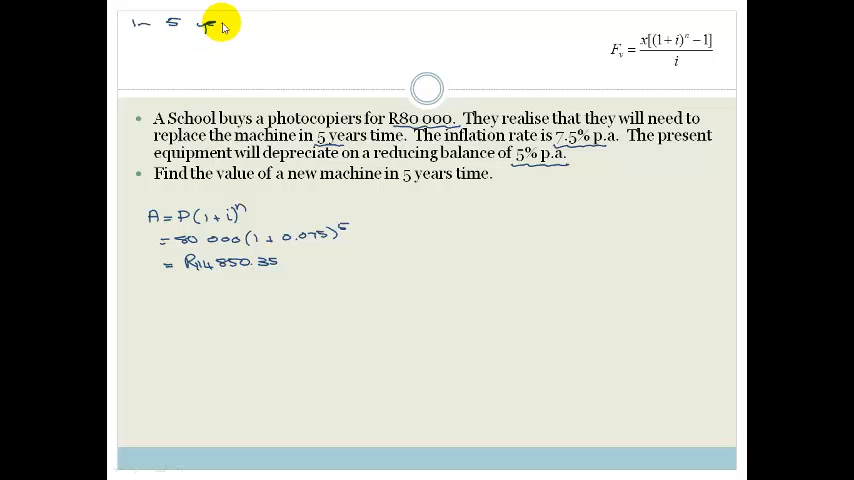 in 5 y
Fv = x[(1+i)^n −1] / i
• A School buys a photocopiers for R80 000. They realise that they will need to
replace the machine in 5 years time. The inflation rate is 7.5% p.a. The present
equipment will depreciate on a reducing balance of 5% p.a.
• Find the value of a new machine in 5 years time.
A = P(1+i)^n
= 80 000(1 + 0.075)^5
= R114 850.35